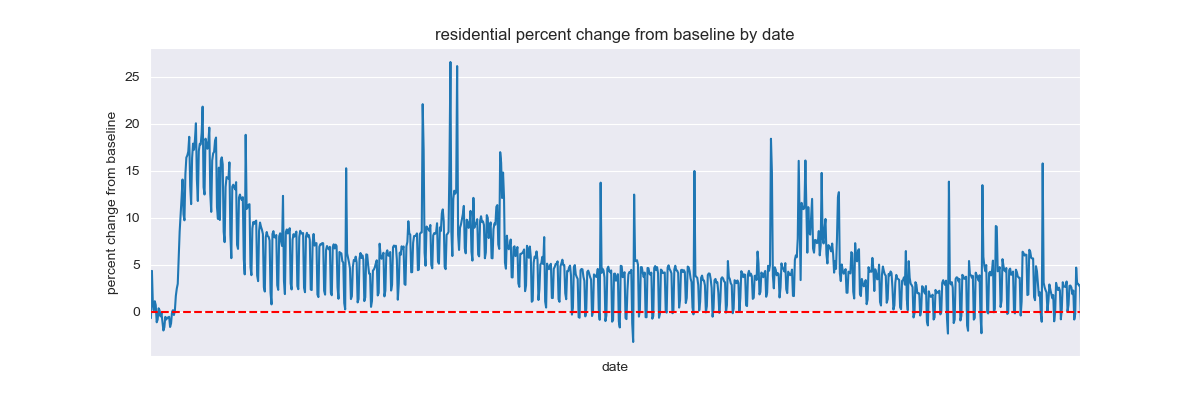 residential percent change from baseline by date
percent change from baseline
25
20
15
10
5
0
date